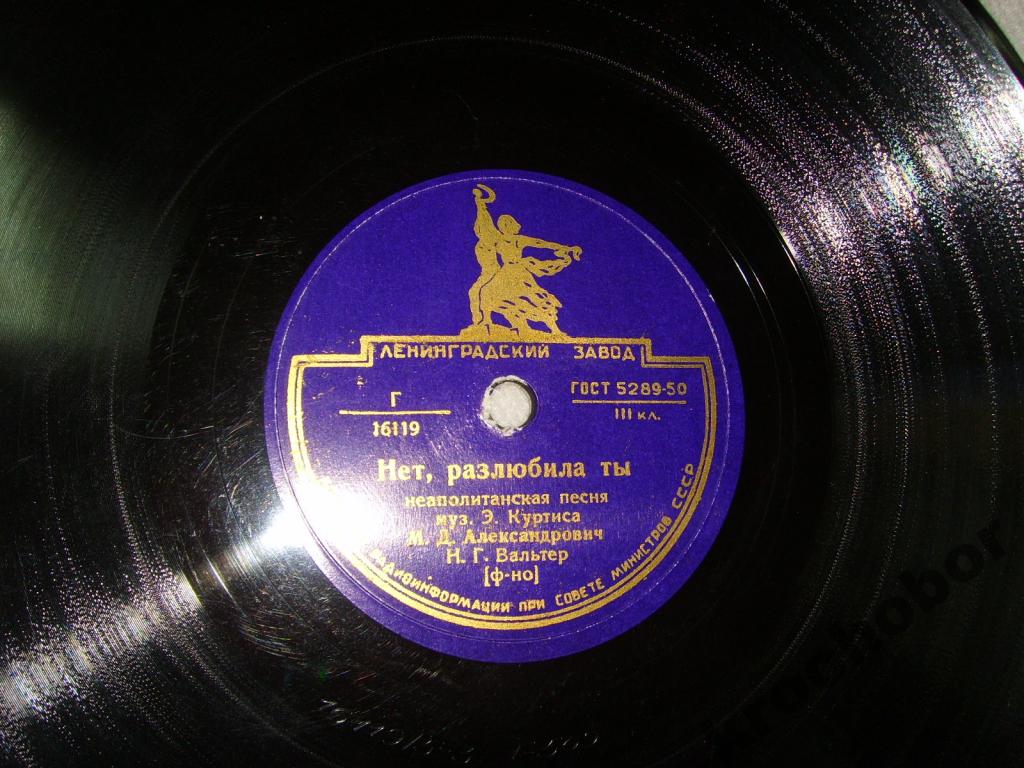 ЛЕНИНГРАДСКИЙ ЗАВОД
Г
16119
ГОСТ 5289-50
III КЛ.
Нет, разлюбила ты
неаполитанская песня
муз. Э. Куртиса
М. Д. Александрович
Н. Г. Вальтер
[ф-но]
РАДИОИНФОРМАЦИИ ПРИ СОВЕТЕ МИНИСТРОВ СССР